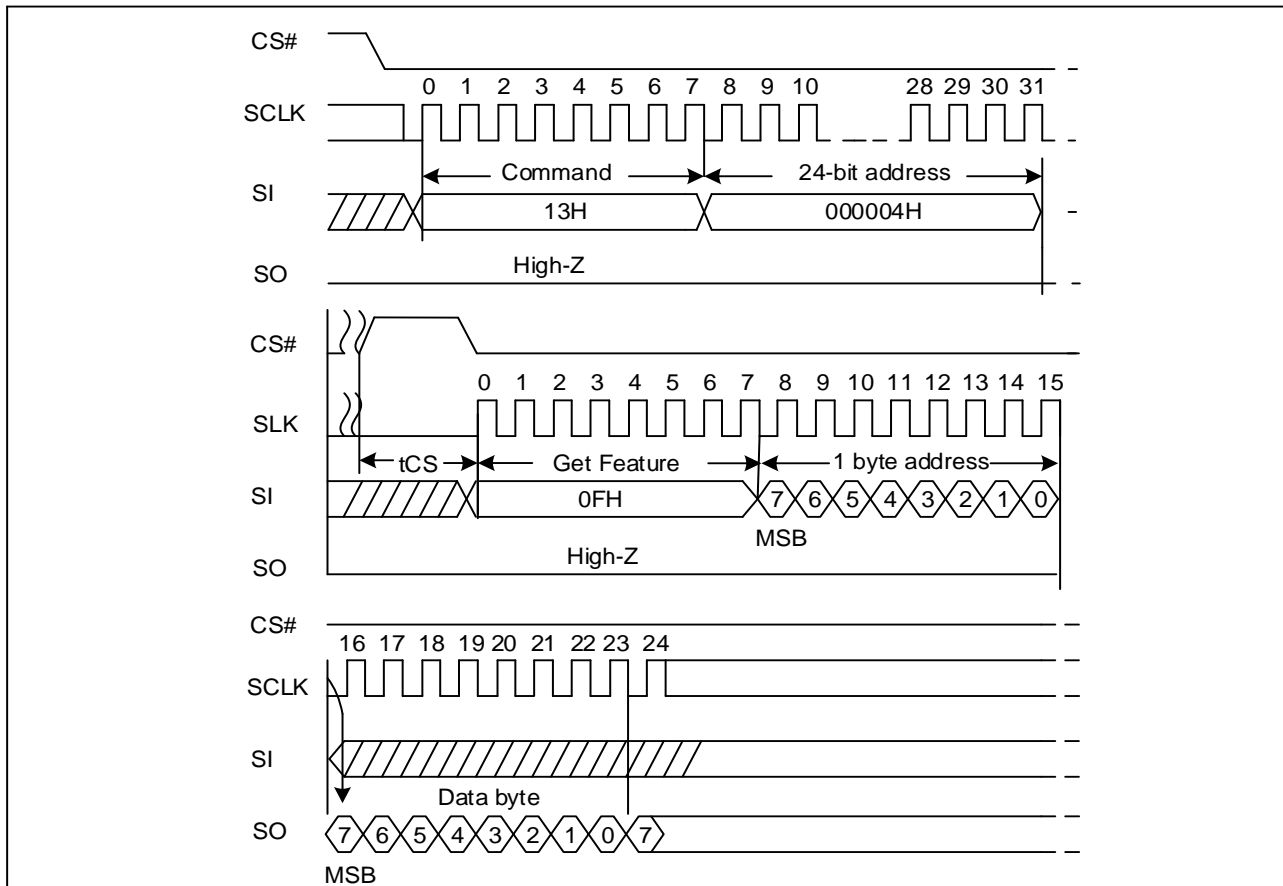 CS#
0 1 2 3 4 5 6 7 8 9 10 28 29 30 31
SCLK
Command 24-bit address
SI
13H 000004H
High-Z
SO
CS#
0 1 2 3 4 5 6 7 8 9 10 11 12 13 14 15
SLK
tCS Get Feature 1 byte address
SI
0FH 7 6 5 4 3 2 1 0
MSB
High-Z
SO
CS#
16 17 18 19 20 21 22 23 24
SCLK
SI
Data byte
SO 7 6 5 4 3 2 1 0 7
MSB